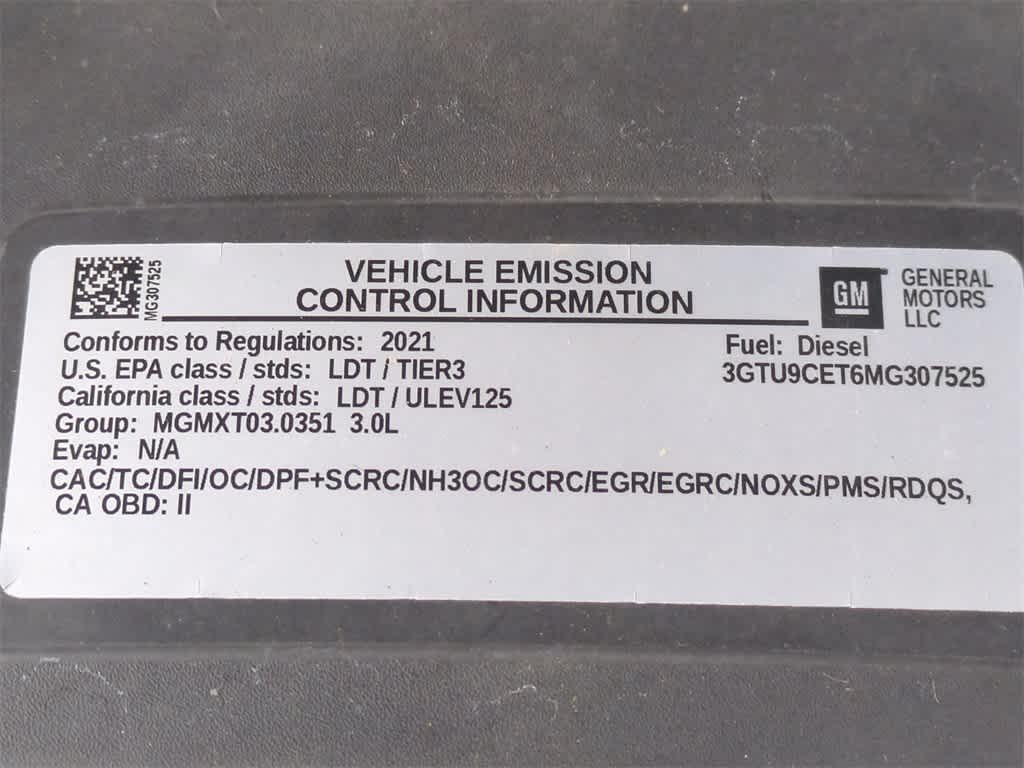 MG307525
VEHICLE EMISSION
CONTROL INFORMATION
GM
GENERAL
MOTORS
LLC
Conforms to Regulations: 2021
Fuel: Diesel
U.S. EPA class / stds: LDT / TIER3
3GTU9CET6MG307525
California class / stds: LDT / ULEV125
Group: MGMXT03.0351 3.0L
Evap: N/A
CAC/TC/DFI/OC/DPF+SCRC/NH3OC/SCRC/EGR/EGRC/NOXS/PMS/RDQS,
CA OBD: II